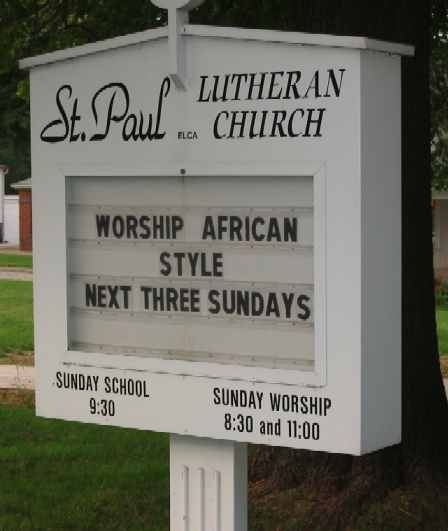 St. Paul ELCA LUTHERAN
CHURCH
WORSHIP AFRICAN
STYLE
NEXT THREE SUNDAYS
SUNDAY SCHOOL
9:30
SUNDAY WORSHIP
8:30 and 11:00